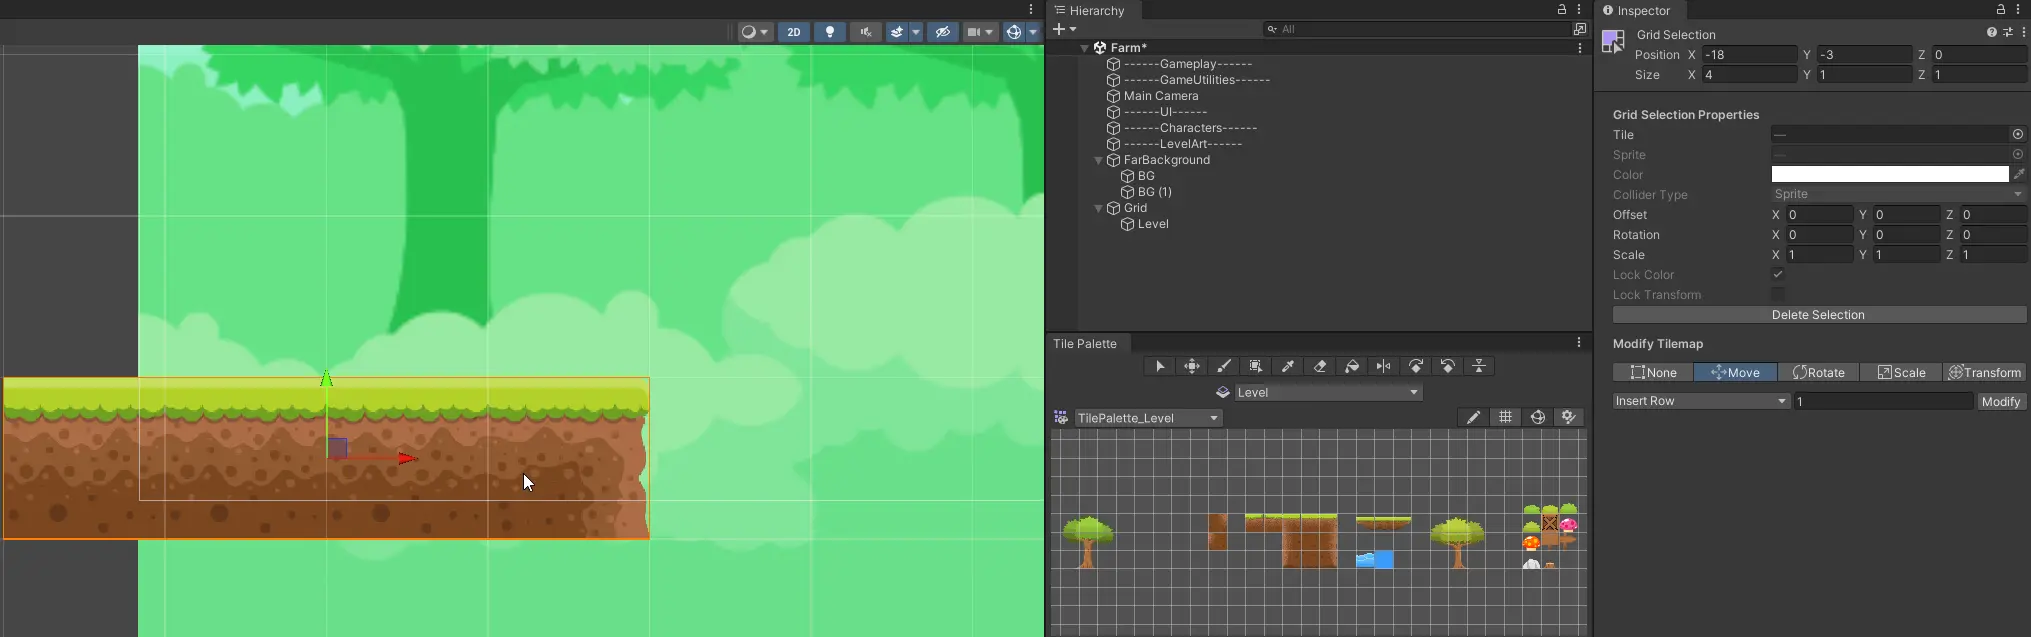 2D
Hierarchy
All
Farm*
------Gameplay------
------GameUtilities------
Main Camera
------UI------
------Characters------
------LevelArt------
FarBackground
BG
BG (1)
Grid
Level
Tile Palette
Level
TilePalette_Level
Inspector
Grid Selection
Position X -18 Y -3 Z 0
Size X 4 Y 1 Z 1
Grid Selection Properties
Tile —
Sprite —
Color
Collider Type Sprite
Offset X 0 Y 0 Z 0
Rotation X 0 Y 0 Z 0
Scale X 1 Y 1 Z 1
Lock Color
Lock Transform
Delete Selection
Modify Tilemap
None Move Rotate Scale Transform
Insert Row 1 Modify